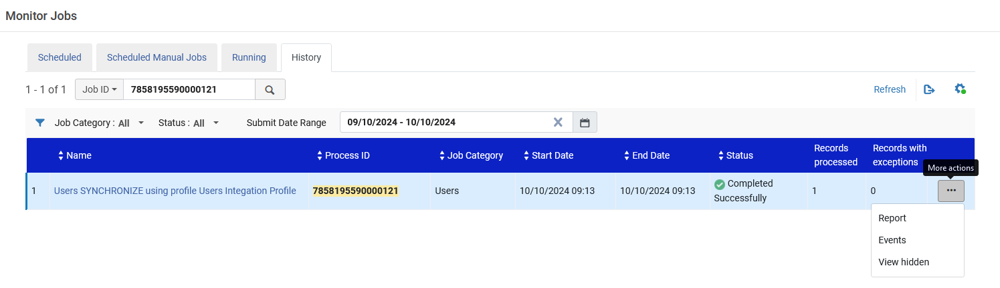 Monitor Jobs
Scheduled
Scheduled Manual Jobs
Running
History
1 - 1 of 1
Job ID
7858195590000121
Refresh
Job Category : All
Status : All
Submit Date Range
09/10/2024 - 10/10/2024
Name
Process ID
Job Category
Start Date
End Date
Status
Records
processed
Records with
exceptions
More actions
1
Users SYNCHRONIZE using profile Users Integation Profile
7858195590000121
Users
10/10/2024 09:13
10/10/2024 09:13
Completed
Successfully
1
0
Report
Events
View hidden